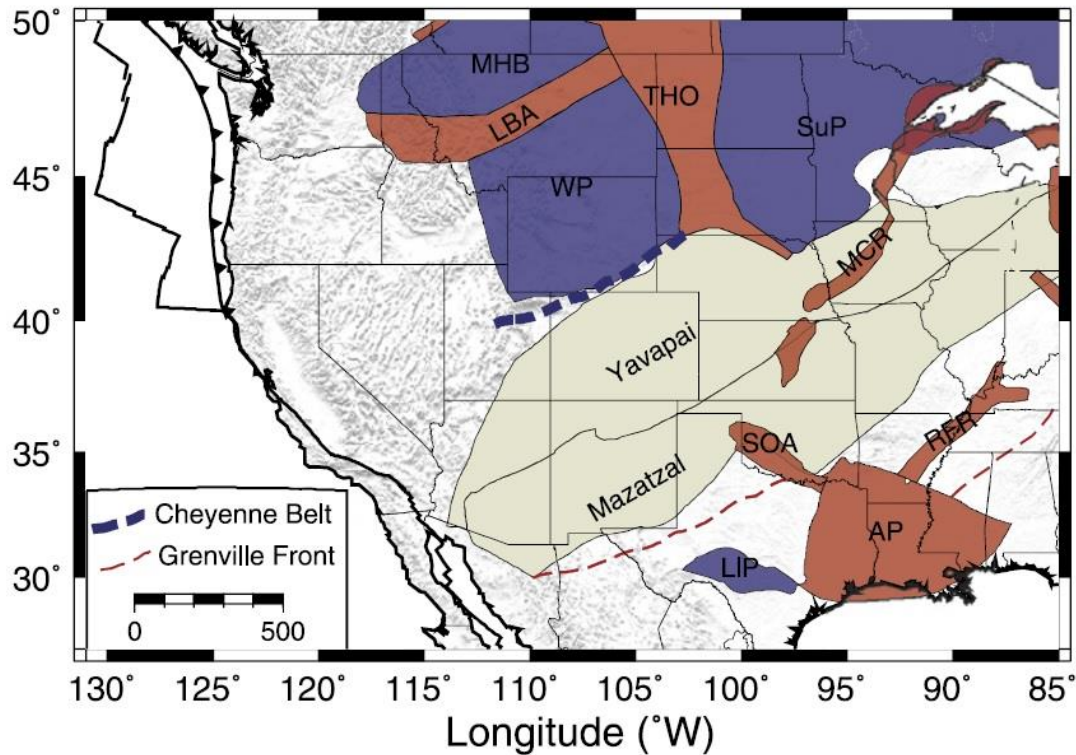 50˚
45˚
40˚
35˚
30˚
MHB
LBA
THO
SuP
WP
MCR
Yavapai
Mazatzal
SOA
RFR
AP
LIP
Cheyenne Belt
Grenville Front
0 500
130˚ 125˚ 120˚ 115˚ 110˚ 105˚ 100˚ 95˚ 90˚ 85˚
Longitude (˚W)